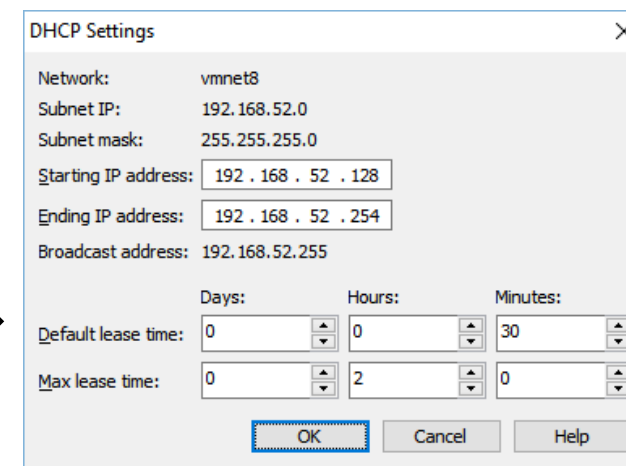 DHCP Settings
Network: vmnet8
Subnet IP: 192.168.52.0
Subnet mask: 255.255.255.0
Starting IP address: 192 . 168 . 52 . 128
Ending IP address: 192 . 168 . 52 . 254
Broadcast address: 192.168.52.255
Days: Hours: Minutes:
Default lease time: 0 0 30
Max lease time: 0 2 0
OK Cancel Help